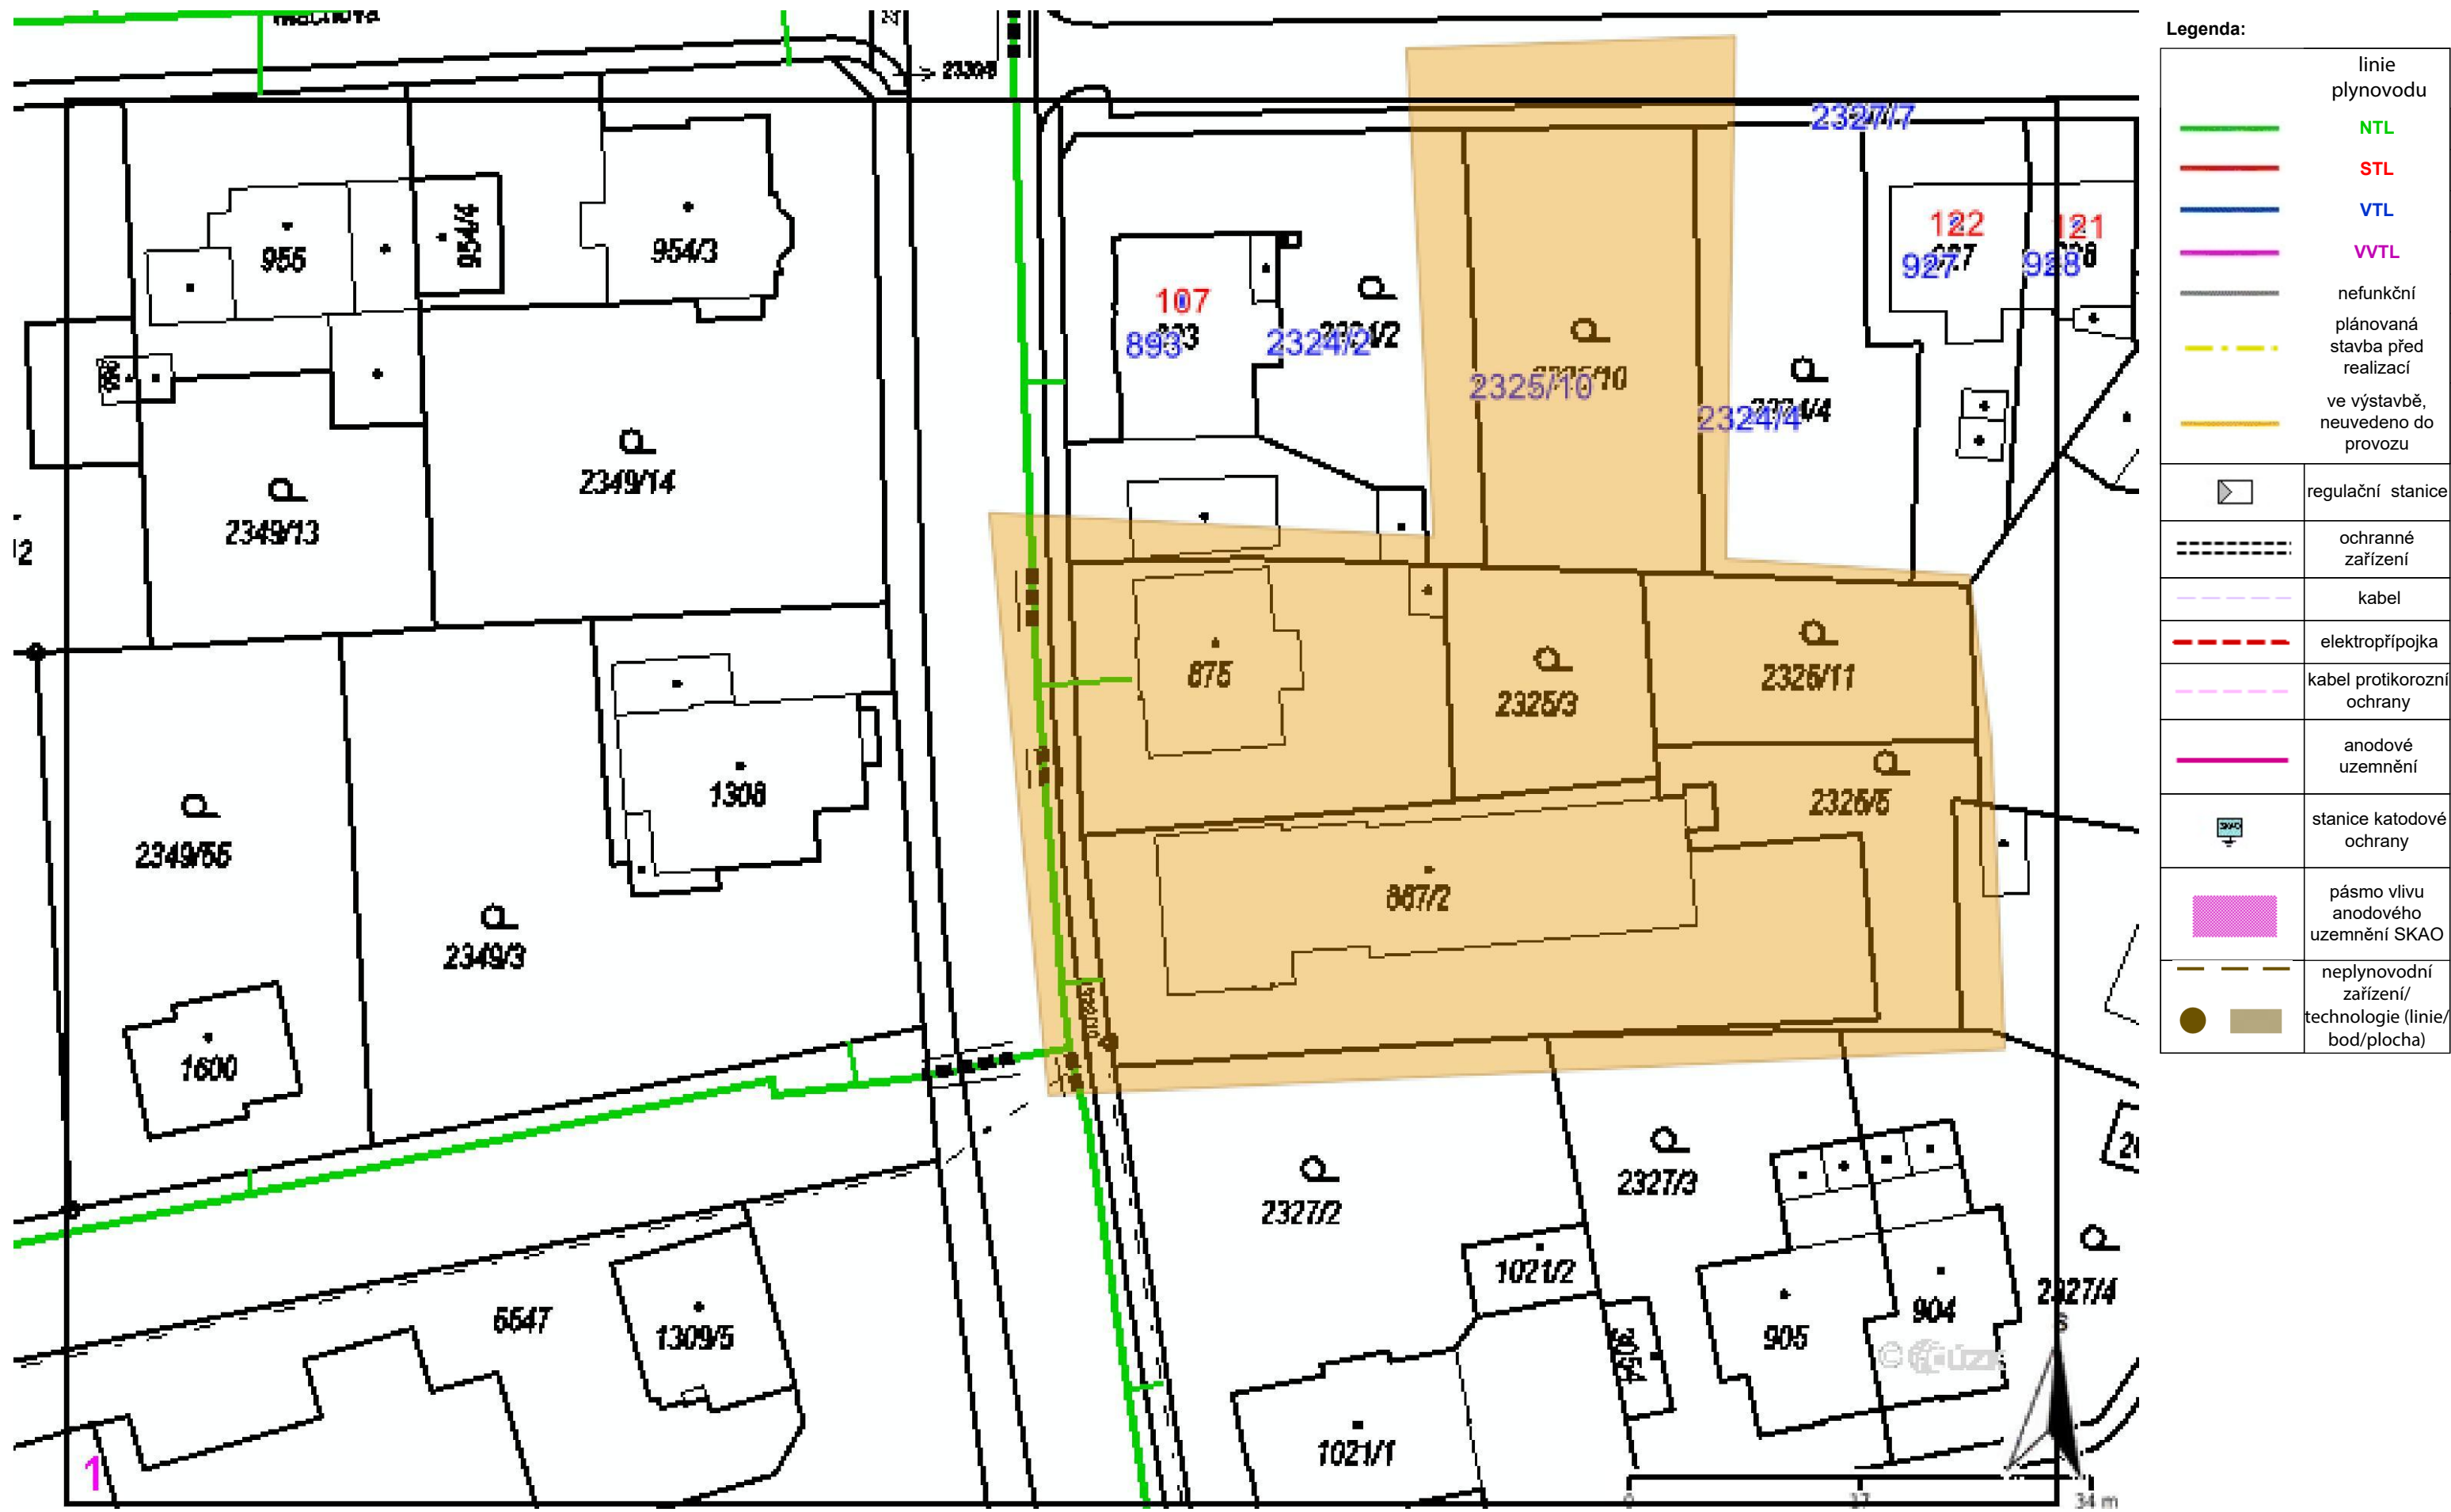 Legenda:
linie
plynovodu
NTL
STL
VTL
VVTL
nefunkční
plánovaná
stavba před
realizací
ve výstavbě,
neuvedeno do
provozu
regulační stanice
ochranné
zařízení
kabel
elektropřípojka
kabel protikorozní
ochrany
anodové
uzemnění
SKAO
stanice katodové
ochrany
pásmo vlivu
anodového
uzemnění SKAO
neplynovodní
zařízení/
technologie (linie/
bod/plocha)
2327/7
955
954/4
954/3
107
893
2324/2
2325/10
2324/4
122
927
121
928
2349/13
2349/14
875
2325/3
2325/11
2325/5
1308
2349/55
2349/3
887/2
1600
2327/2
2327/3
1021/2
905
904
2327/4
5547
1309/5
1021/1
1
S
0
17
34 m